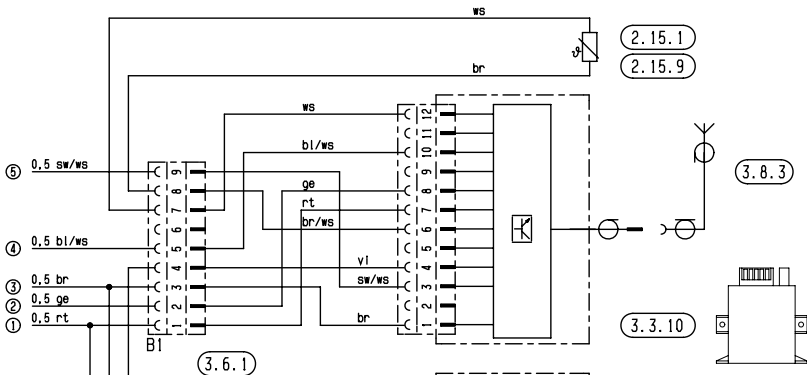 ws
2.15.1
ϑ
br
2.15.9
ws
12
11
bl/ws
10
3.8.3
⑤ 0,5 sw/ws
9
9
8
ge
8
7
rt
7
6
br/ws
6
④ 0,5 bl/ws
5
5
4
vi
4
③ 0,5 br
3
sw/ws
3
② 0,5 ge
2
2
① 0,5 rt
1
br
1
3.3.10
B1
3.6.1